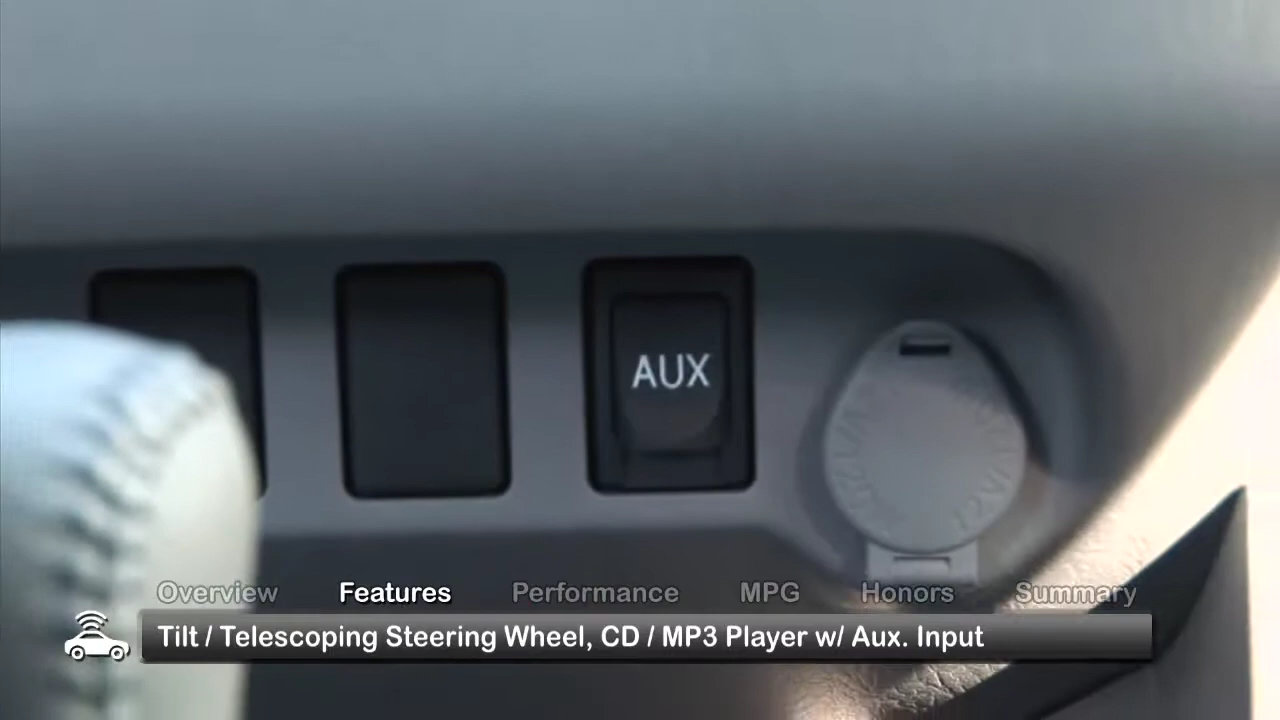 AUX
Overview Features Performance MPG Honors Summary
Tilt / Telescoping Steering Wheel, CD / MP3 Player w/ Aux. Input